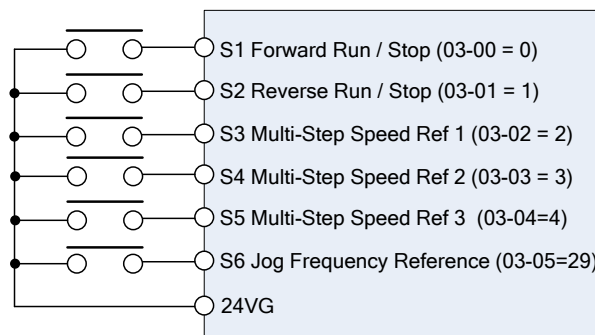 S1 Forward Run / Stop (03-00 = 0)
S2 Reverse Run / Stop (03-01 = 1)
S3 Multi-Step Speed Ref 1 (03-02 = 2)
S4 Multi-Step Speed Ref 2 (03-03 = 3)
S5 Multi-Step Speed Ref 3  (03-04=4)
S6 Jog Frequency Reference (03-05=29)
24VG